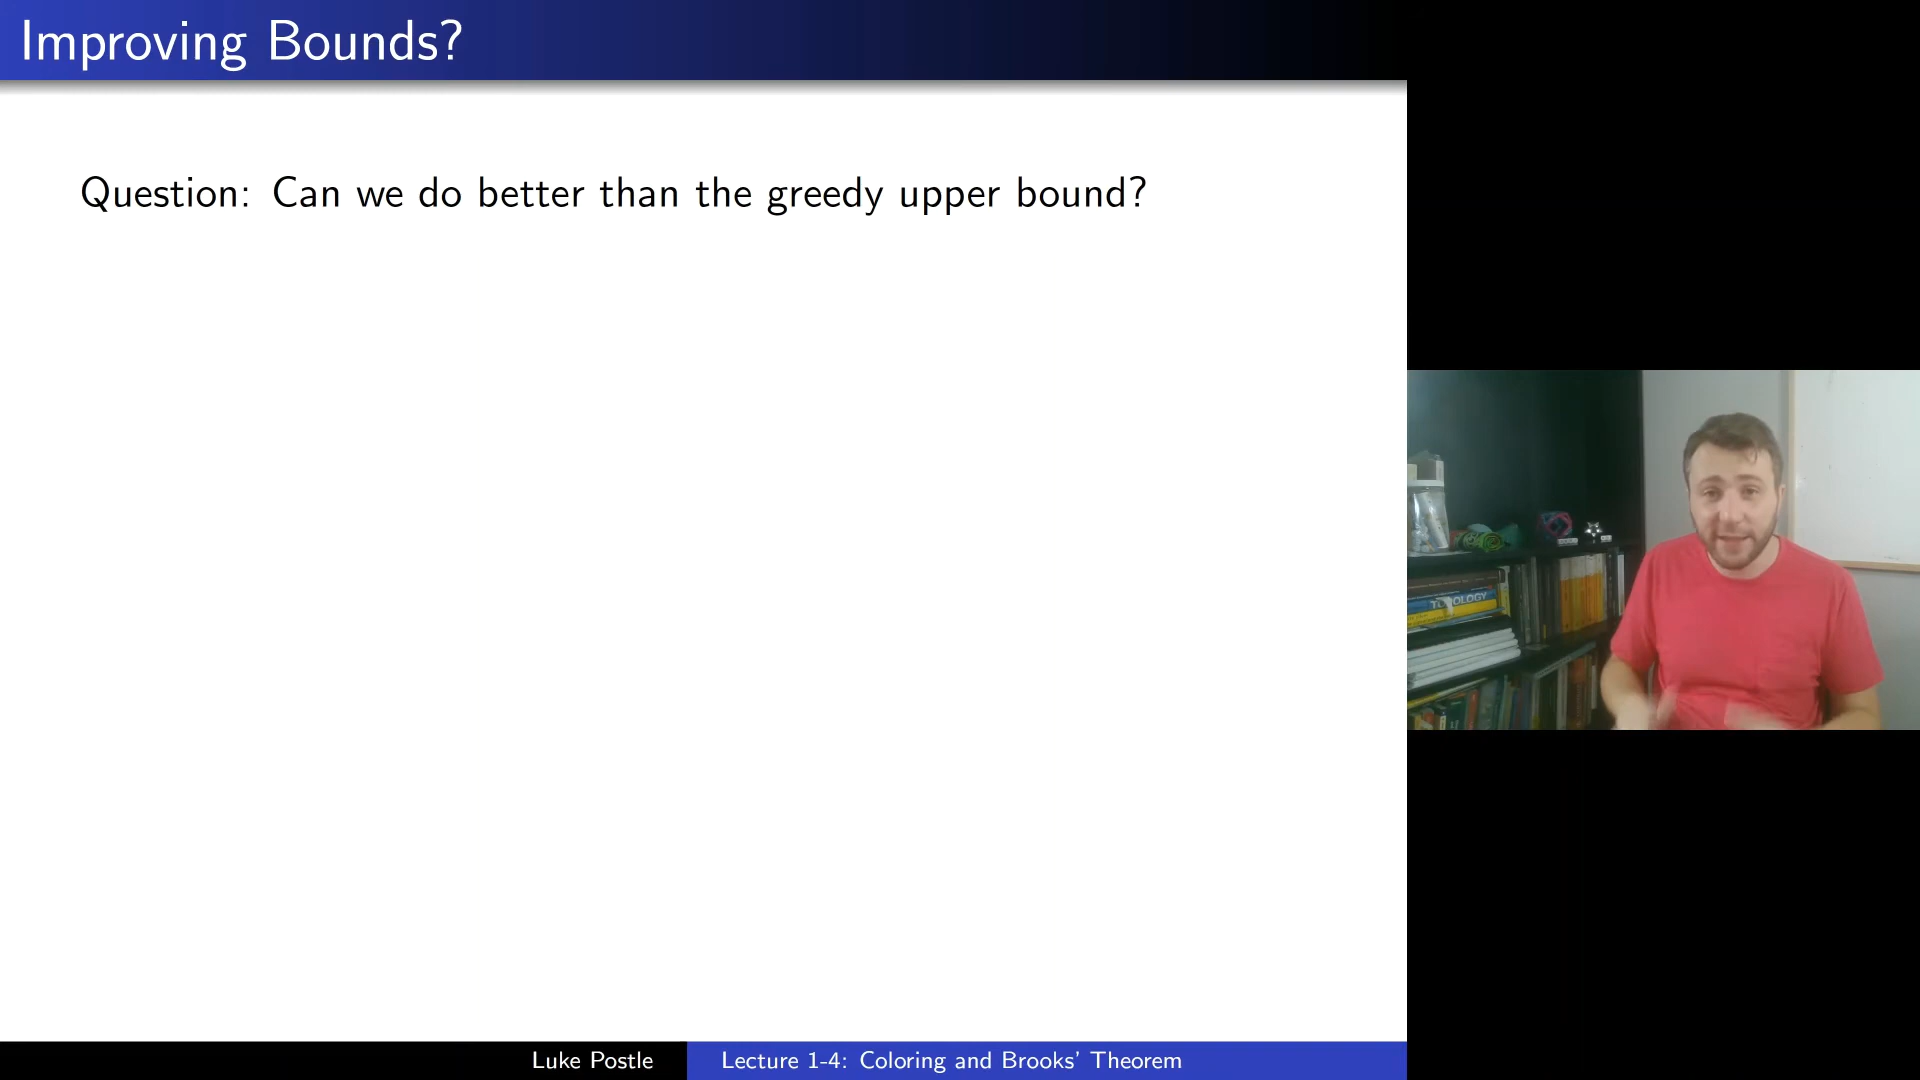 Improving Bounds?
Question: Can we do better than the greedy upper bound?
TOPOLOGY
Luke Postle
Lecture 1-4: Coloring and Brooks' Theorem